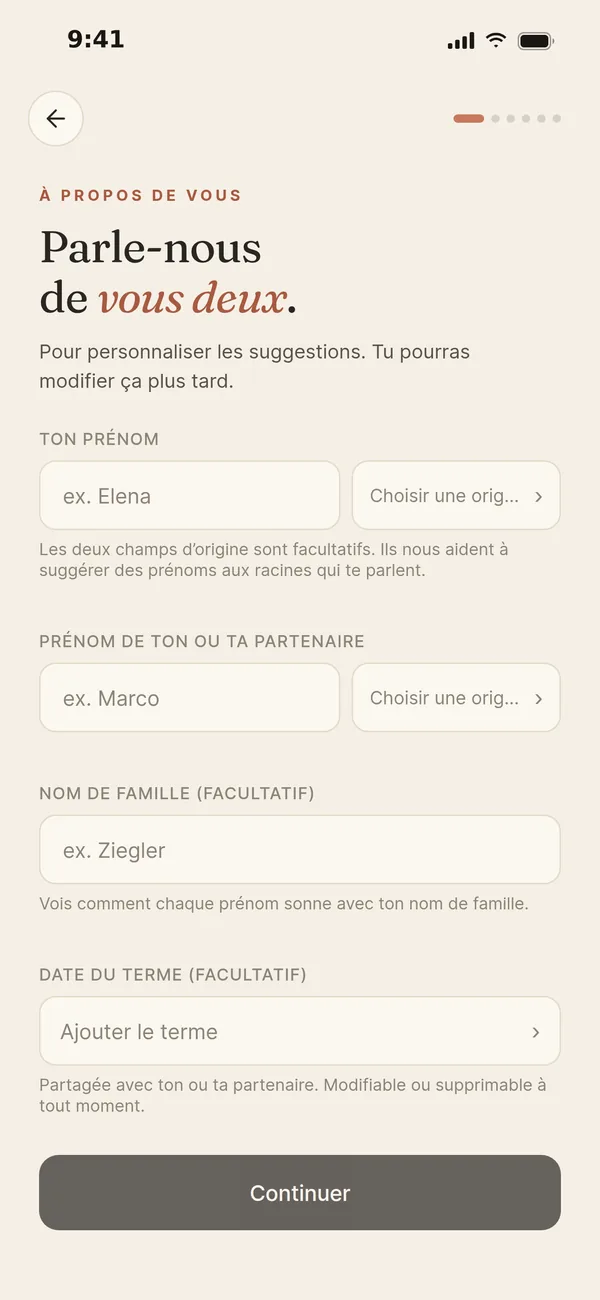 9:41
À PROPOS DE VOUS
Parle-nous
de vous deux.
Pour personnaliser les suggestions. Tu pourras
modifier ça plus tard.
TON PRÉNOM
ex. Elena
Choisir une orig...
Les deux champs d’origine sont facultatifs. Ils nous aident à
suggérer des prénoms aux racines qui te parlent.
PRÉNOM DE TON OU TA PARTENAIRE
ex. Marco
Choisir une orig...
NOM DE FAMILLE (FACULTATIF)
ex. Ziegler
Vois comment chaque prénom sonne avec ton nom de famille.
DATE DU TERME (FACULTATIF)
Ajouter le terme
Partagée avec ton ou ta partenaire. Modifiable ou supprimable à
tout moment.
Continuer